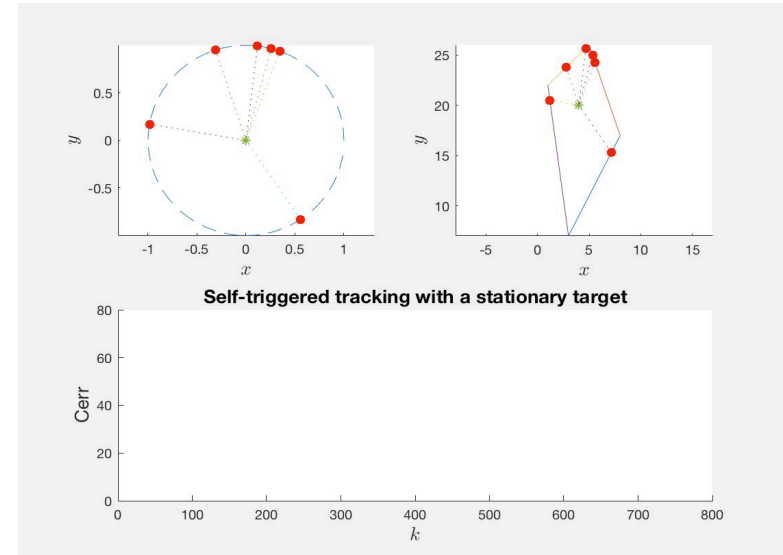 0.5
0
-0.5
y
-1 -0.5 0 0.5 1
x
25
20
15
10
y
-5 0 5 10 15
x
Self-triggered tracking with a stationary target
80
60
40
20
0
Cerr
0 100 200 300 400 500 600 700 800
k